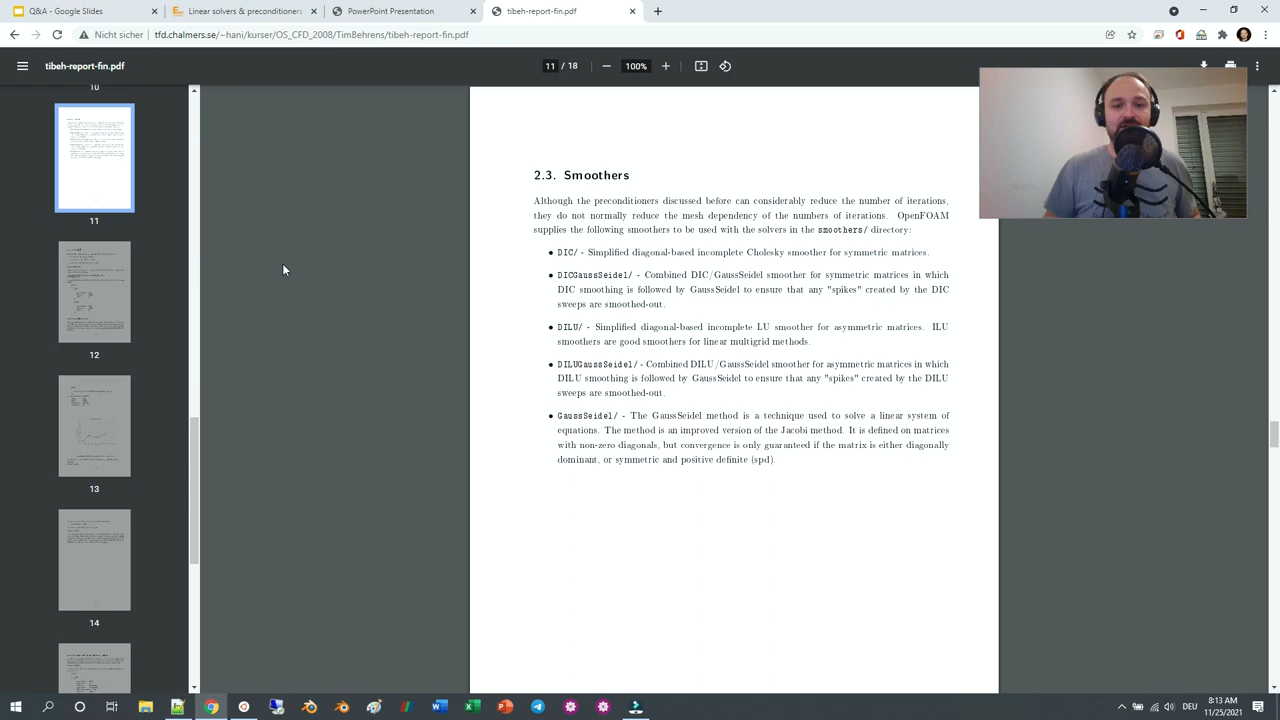 Q&A - Google Slides
Linear solvers & preconditioners
PowerPoint Presentation
tibeh-report-fin.pdf
Nicht sicher | tfd.chalmers.se/~hani/kurser/OS_CFD_2008/TimBehrens/tibeh-report-fin.pdf
tibeh-report-fin.pdf
11 / 18
100%
10
11
12
13
14
2.3. Smoothers
Although the preconditioners discussed before can considerably reduce the number of iterations,
they do not normally reduce the mesh dependency of the numbers of iterations. OpenFOAM
supplies the following smoothers to be used with the solvers in the smoothers/ directory:
• DIC/ - Simplified diagonal-based incomplete Cholesky smoother for symmetric matrices.
• DICGaussSeidel/ - Combined DIC/GaussSeidel smoother for symmetric matrices in which
DIC smoothing is followed by GaussSeidel to ensure that any "spikes" created by the DIC
sweeps are smoothed-out.
• DILU/ - Simplified diagonal-based incomplete LU smoother for asymmetric matrices. ILU
smoothers are good smoothers for linear multigrid methods.
• DILUGaussSeidel/ - Combined DILU/GaussSeidel smoother for asymmetric matrices in which
DILU smoothing is followed by GaussSeidel to ensure that any "spikes" created by the DILU
sweeps are smoothed-out.
• GaussSeidel/ - The GaussSeidel method is a technique used to solve a linear system of
equations. The method is an improved version of the Jacobi method. It is defined on matrices
with non-zero diagonals, but convergence is only guaranteed if the matrix is either diagonally
dominant, or symmetric and positive definite (spd).
DEU
8:13 AM
11/25/2021